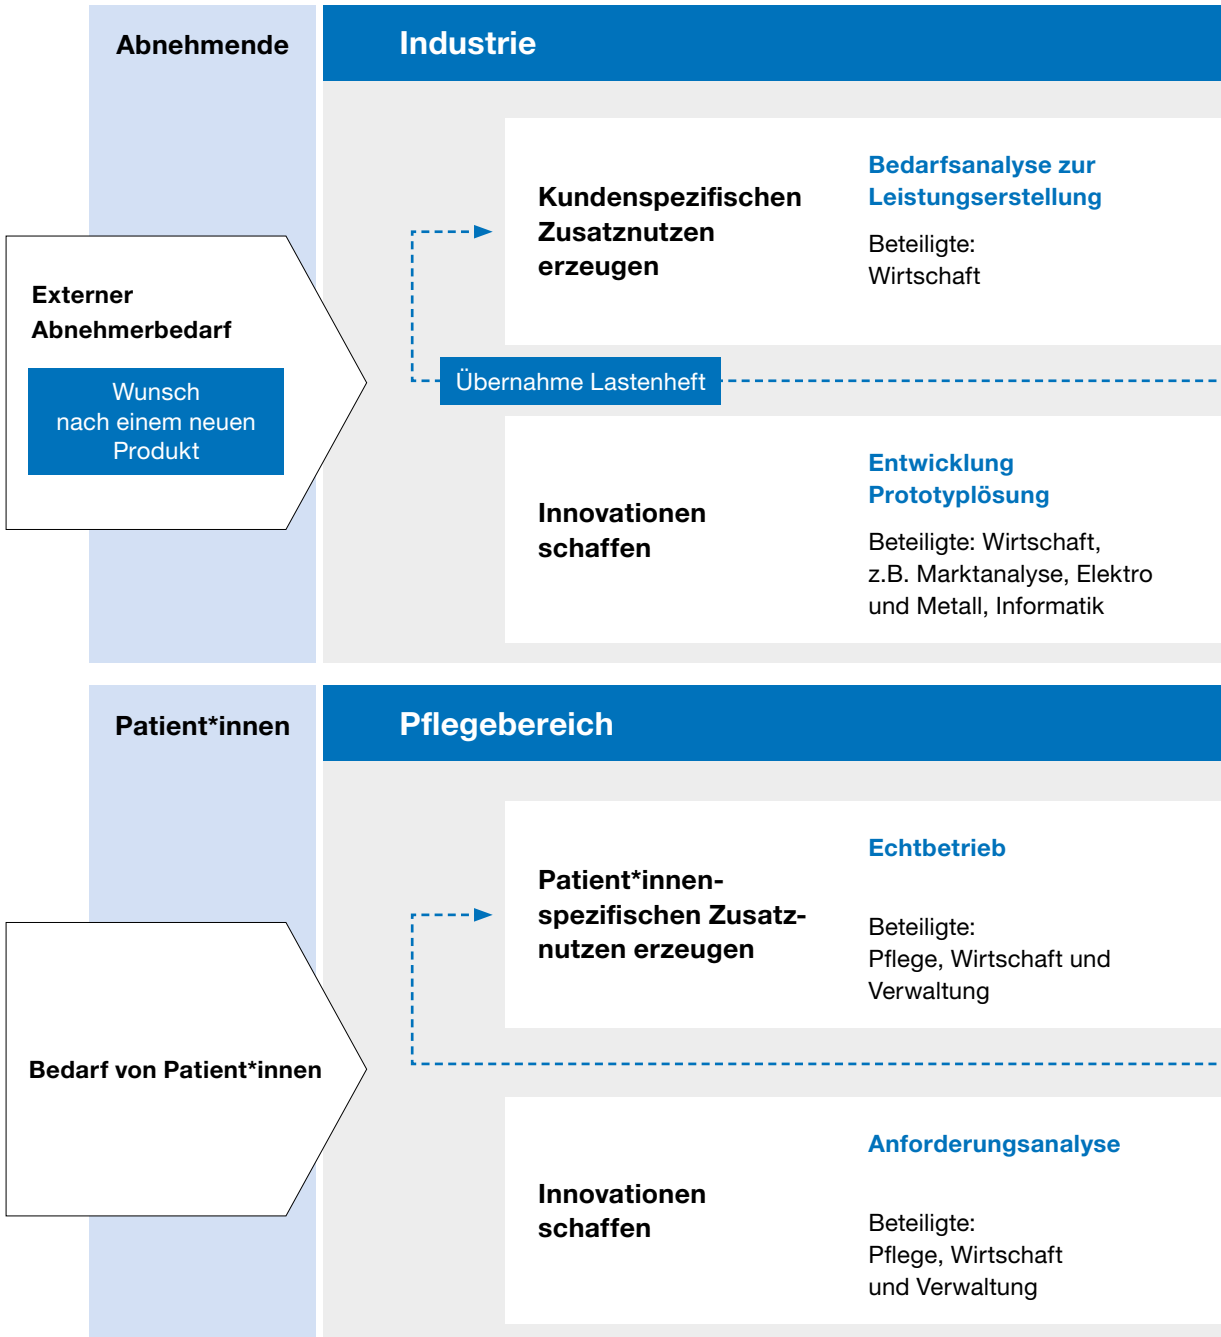 Abnehmende
Industrie
Externer
Abnehmerbedarf
Wunsch
nach einem neuen
Produkt
Kundenspezifischen
Zusatznutzen
erzeugen
Bedarfsanalyse zur
Leistungserstellung
Beteiligte:
Wirtschaft
Übernahme Lastenheft
Innovationen
schaffen
Entwicklung
Prototyplösung
Beteiligte: Wirtschaft,
z.B. Marktanalyse, Elektro
und Metall, Informatik
Patient*innen
Pflegebereich
Bedarf von Patient*innen
Patient*innen-
spezifischen Zusatz-
nutzen erzeugen
Echtbetrieb
Beteiligte:
Pflege, Wirtschaft und
Verwaltung
Innovationen
schaffen
Anforderungsanalyse
Beteiligte:
Pflege, Wirtschaft
und Verwaltung